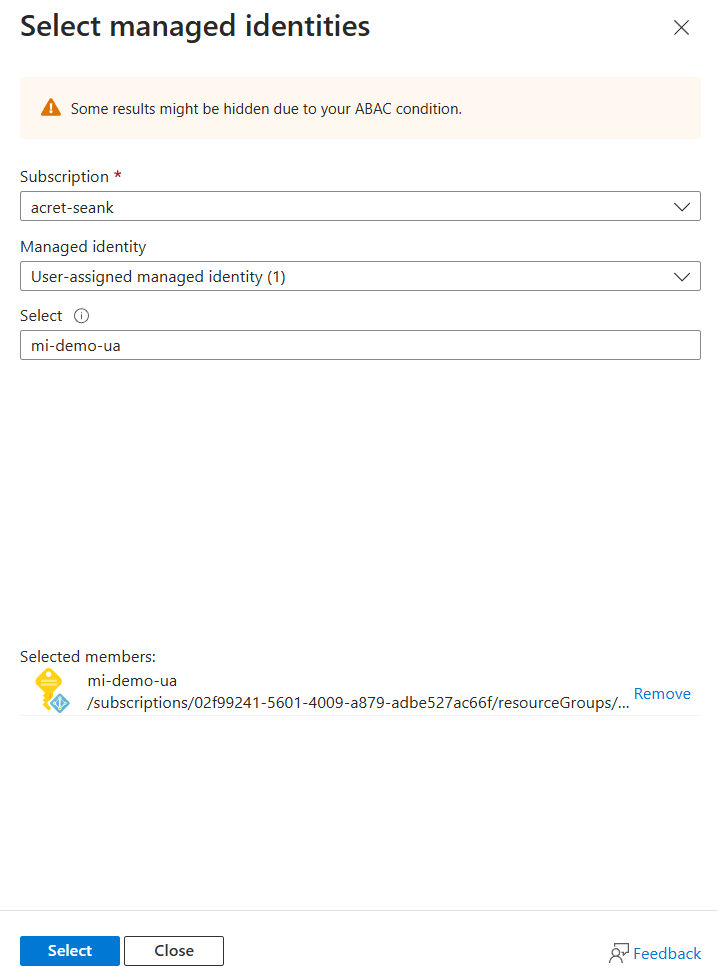 Select managed identities
Some results might be hidden due to your ABAC condition.
Subscription *
acret-seank
Managed identity
User-assigned managed identity (1)
Select
mi-demo-ua
Selected members:
mi-demo-ua
/subscriptions/02f99241-5601-4009-a879-adbe527ac66f/resourceGroups/...
Remove
Select
Close
Feedback